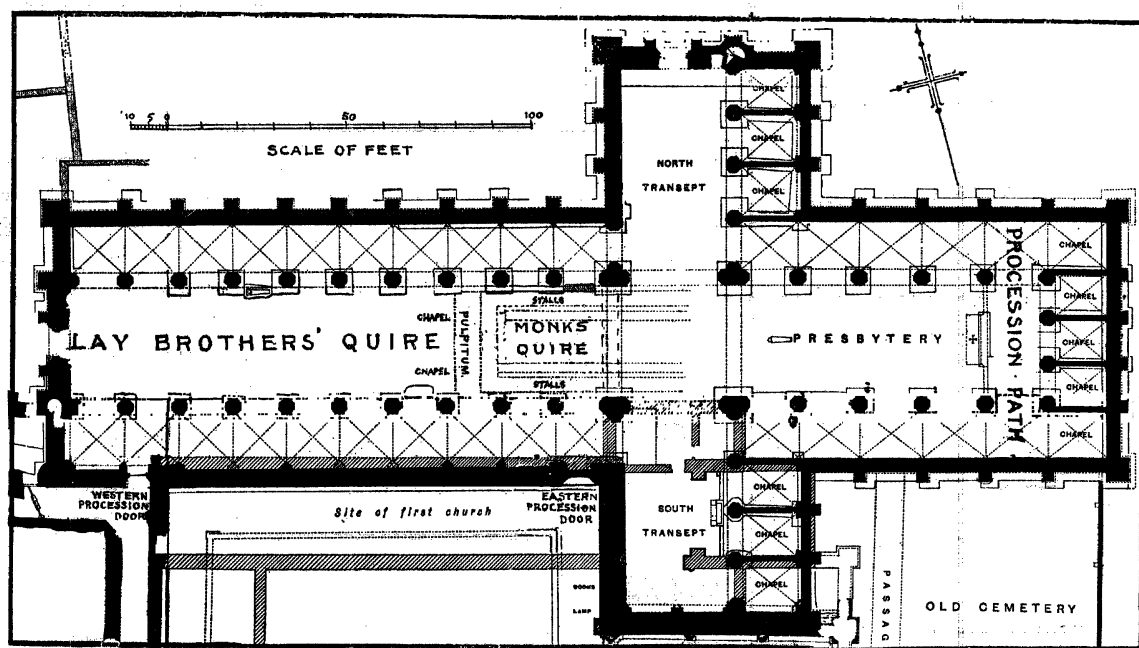 10 5 0 50 100
SCALE OF FEET
NORTH
TRANSEPT
CHAPEL
CHAPEL
CHAPEL
LAY BROTHERS' QUIRE
CHAPEL
CHAPEL
PULPITUM.
STALLS
MONKS
QUIRE
STALLS
PRESBYTERY
PROCESSION · PATH.
CHAPEL
CHAPEL
CHAPEL
CHAPEL
CHAPEL
WESTERN
PROCESSION
DOOR
Site of first church
EASTERN
PROCESSION
DOOR
SOUTH
TRANSEPT
CHAPEL
CHAPEL
CHAPEL
BOOKS
LAMP
PASSAG
OLD CEMETERY